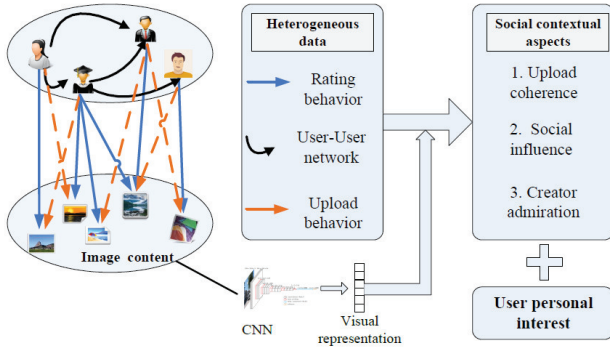 Heterogeneous
data
Rating
behavior
User-User
network
Upload
behavior
Social contextual
aspects
1. Upload
coherence
2. Social
influence
3. Creator
admiration
User personal
interest
Image content
CNN
Visual
representation